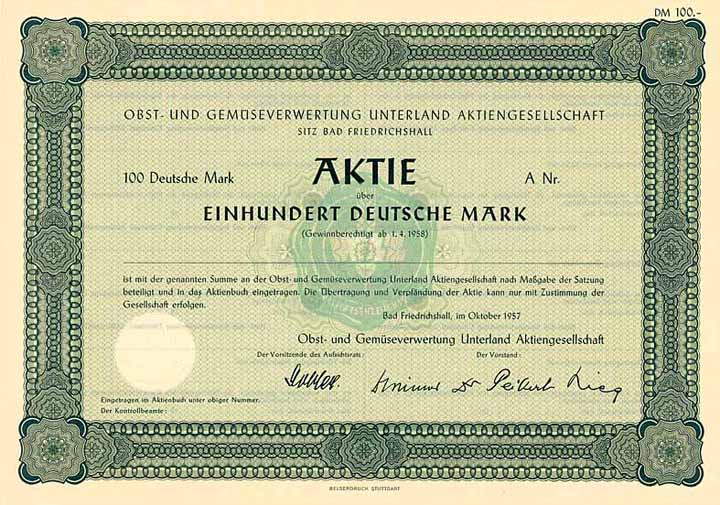 DM 100.-
OBST- UND GEMÜSEVERWERTUNG UNTERLAND AKTIENGESELLSCHAFT
SITZ BAD FRIEDRICHSHALL
100 Deutsche Mark AKTIE A Nr.
über
EINHUNDERT DEUTSCHE MARK
(Gewinnberechtigt ab 1. 4. 1958)
ist mit der genannten Summe an der Obst- und Gemüseverwertung Unterland Aktiengesellschaft nach Maßgabe der Satzung
beteiligt und in das Aktienbuch eingetragen. Die Übertragung und Verpfändung der Aktie kann nur mit Zustimmung der
Gesellschaft erfolgen.
Bad Friedrichshall, im Oktober 1957
Obst- und Gemüseverwertung Unterland Aktiengesellschaft
Der Vorsitzende des Aufsichtsrats: Der Vorstand:
Dr Peikert
Eingetragen im Aktienbuch unter obiger Nummer.
Der Kontrollbeamte:
BELSERDRUCK STUTTGART